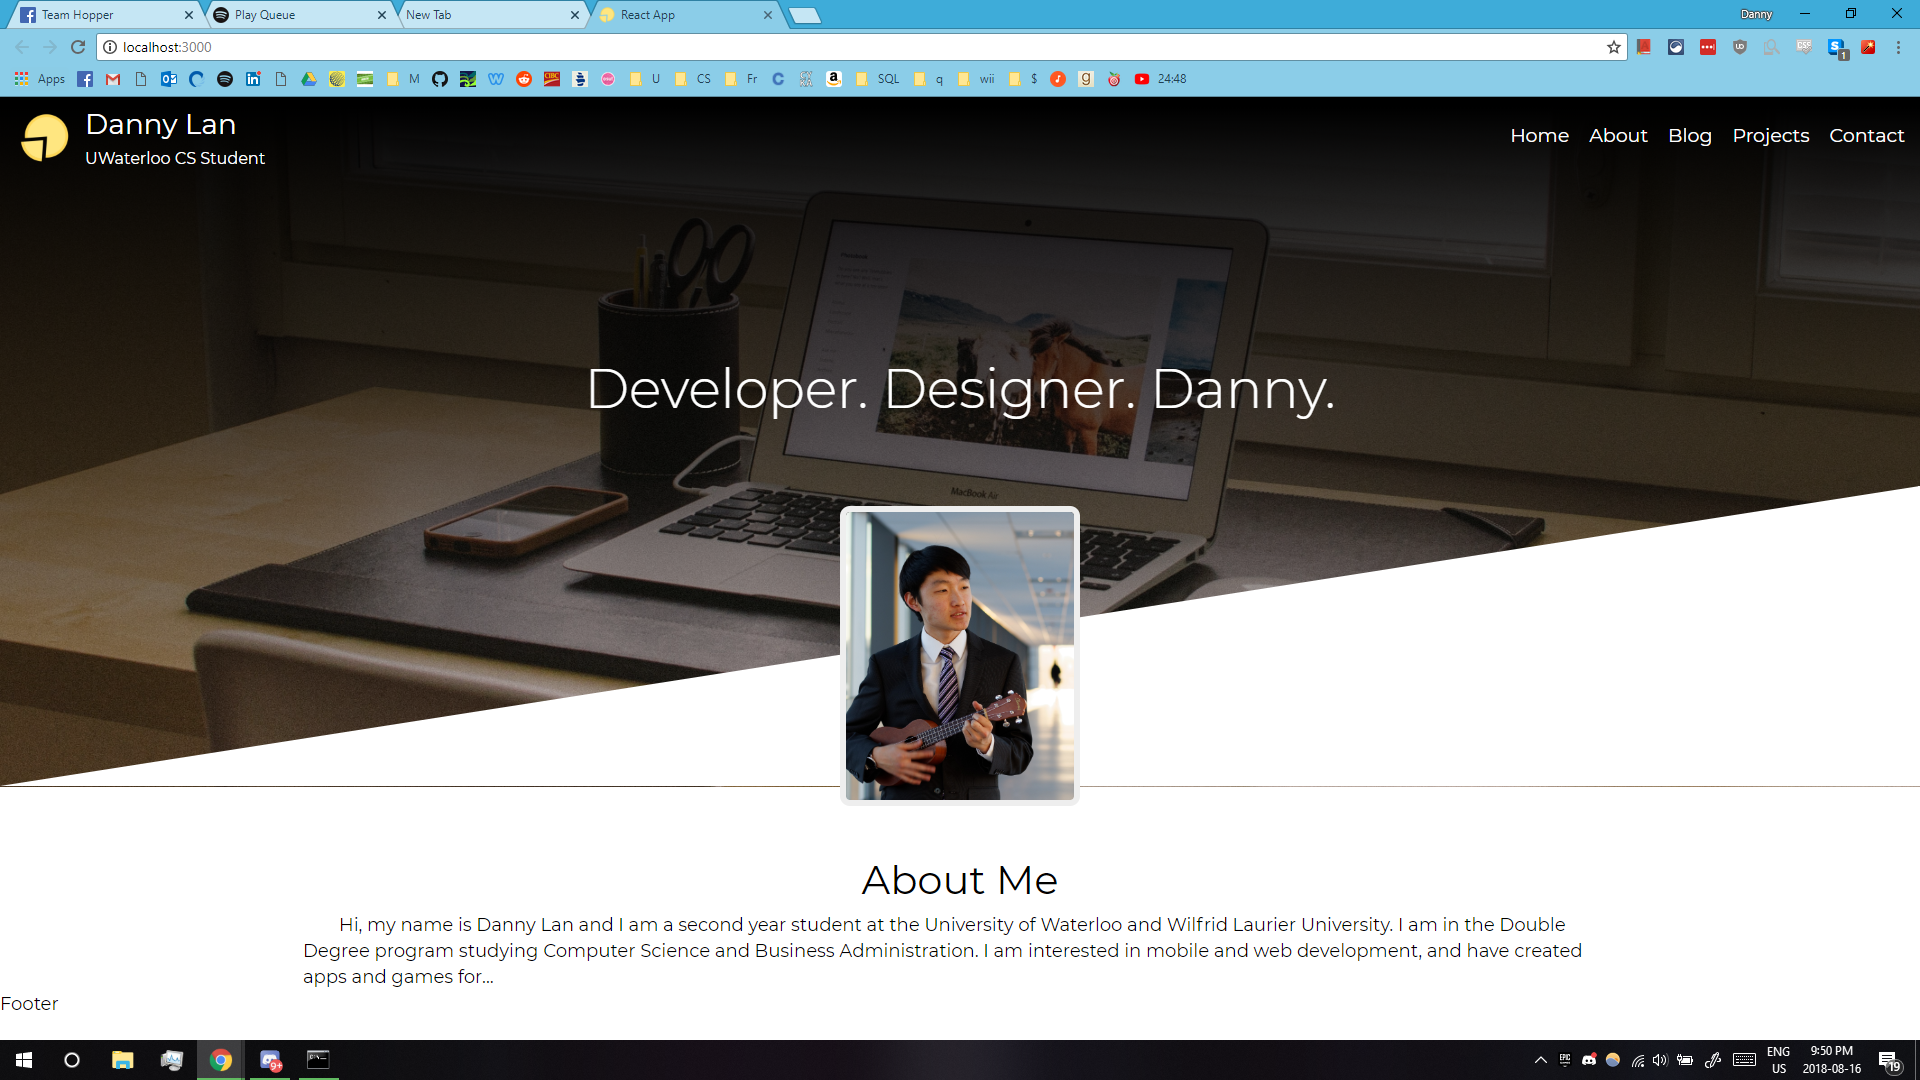 Team Hopper
Play Queue
New Tab
React App
Danny
localhost:3000
Apps
M
U
CS
Fr
SQL
q
wii
$
24:48
Danny Lan
UWaterloo CS Student
Home About Blog Projects Contact
Developer. Designer. Danny.
MacBook Air
About Me
Hi, my name is Danny Lan and I am a second year student at the University of Waterloo and Wilfrid Laurier University. I am in the Double
Degree program studying Computer Science and Business Administration. I am interested in mobile and web development, and have created
apps and games for...
Footer
9+
ENG
US
9:50 PM
2018-08-16
19